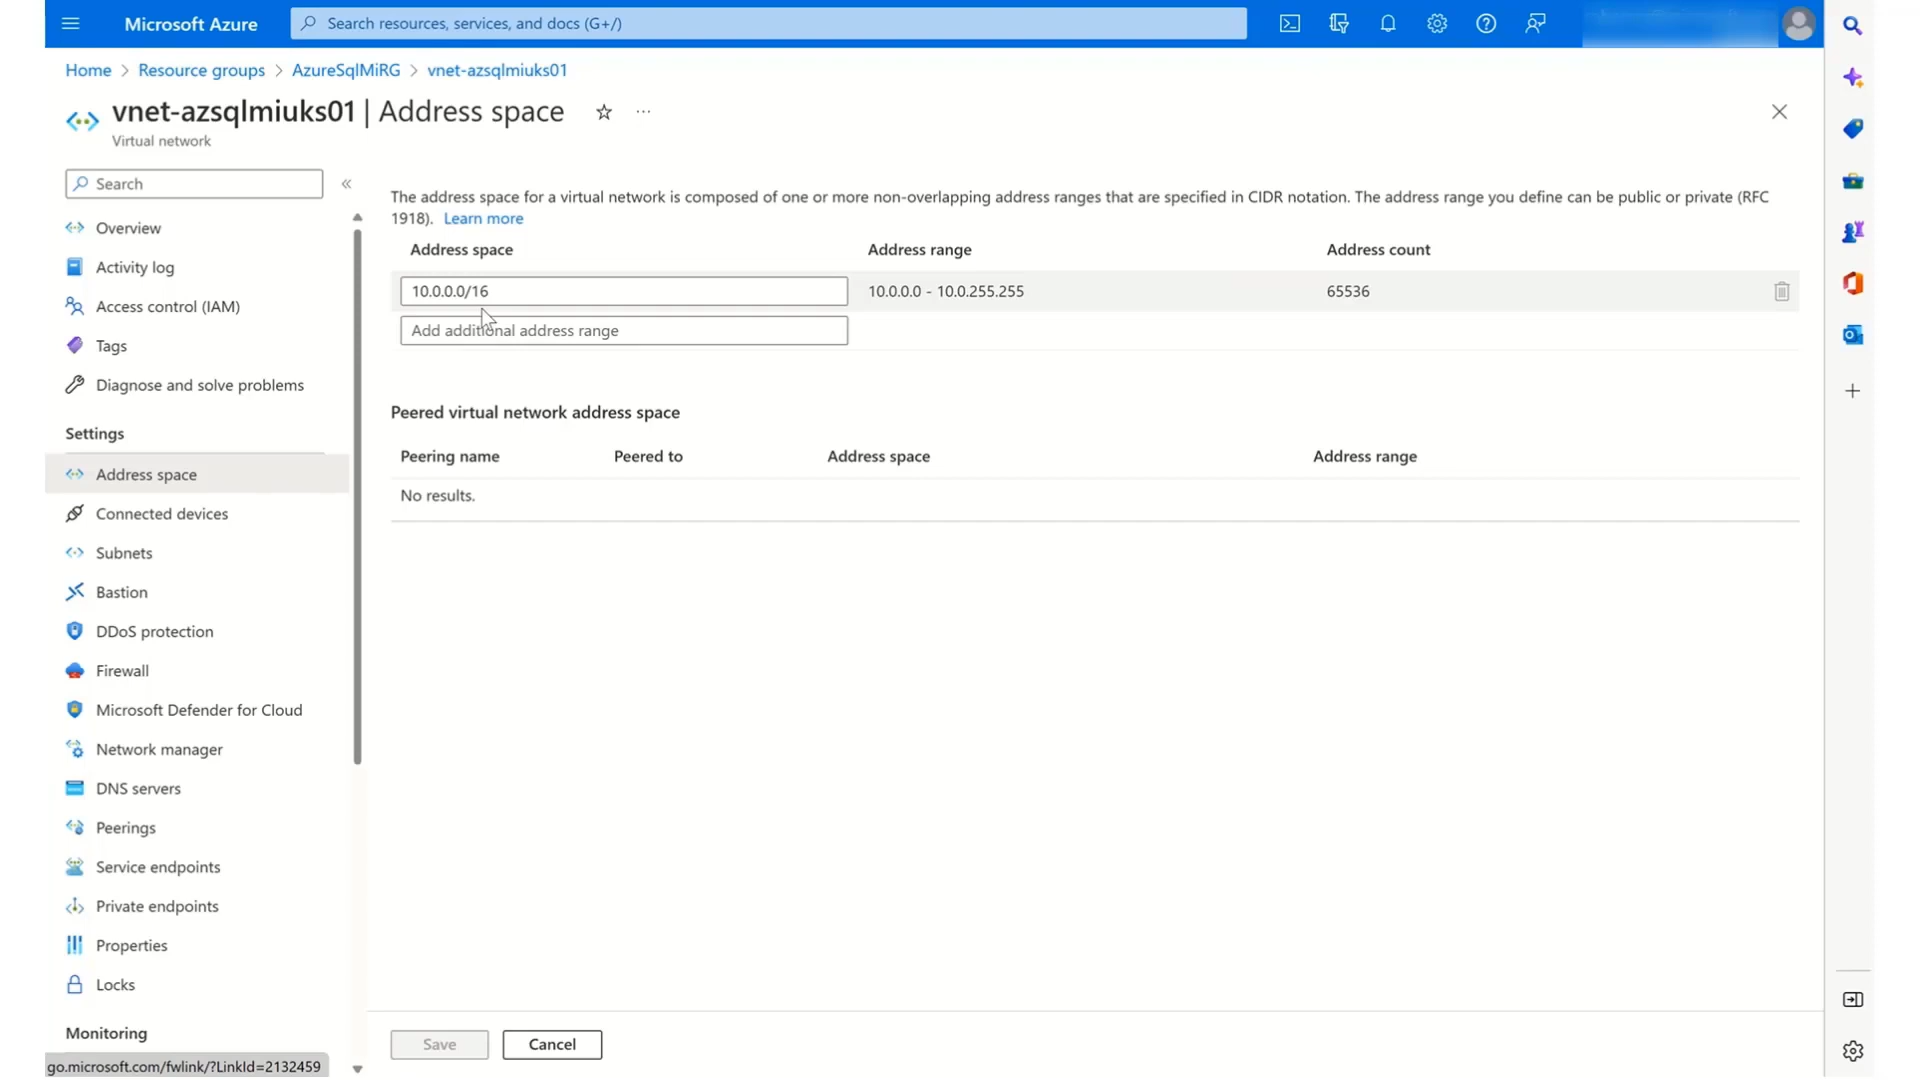 Microsoft Azure
Search resources, services, and docs (G+/)
Home > Resource groups > AzureSqlMiRG > vnet-azsqlmiuks01
vnet-azsqlmiuks01 | Address space
Virtual network
Search
Overview
Activity log
Access control (IAM)
Tags
Diagnose and solve problems
Settings
Address space
Connected devices
Subnets
Bastion
DDoS protection
Firewall
Microsoft Defender for Cloud
Network manager
DNS servers
Peerings
Service endpoints
Private endpoints
Properties
Locks
Monitoring
go.microsoft.com/fwlink/?LinkId=2132459
The address space for a virtual network is composed of one or more non-overlapping address ranges that are specified in CIDR notation. The address range you define can be public or private (RFC
1918). Learn more
Address space Address range Address count
10.0.0.0/16 10.0.0.0 - 10.0.255.255 65536
Add additional address range
Peered virtual network address space
Peering name Peered to Address space Address range
No results.
Save Cancel